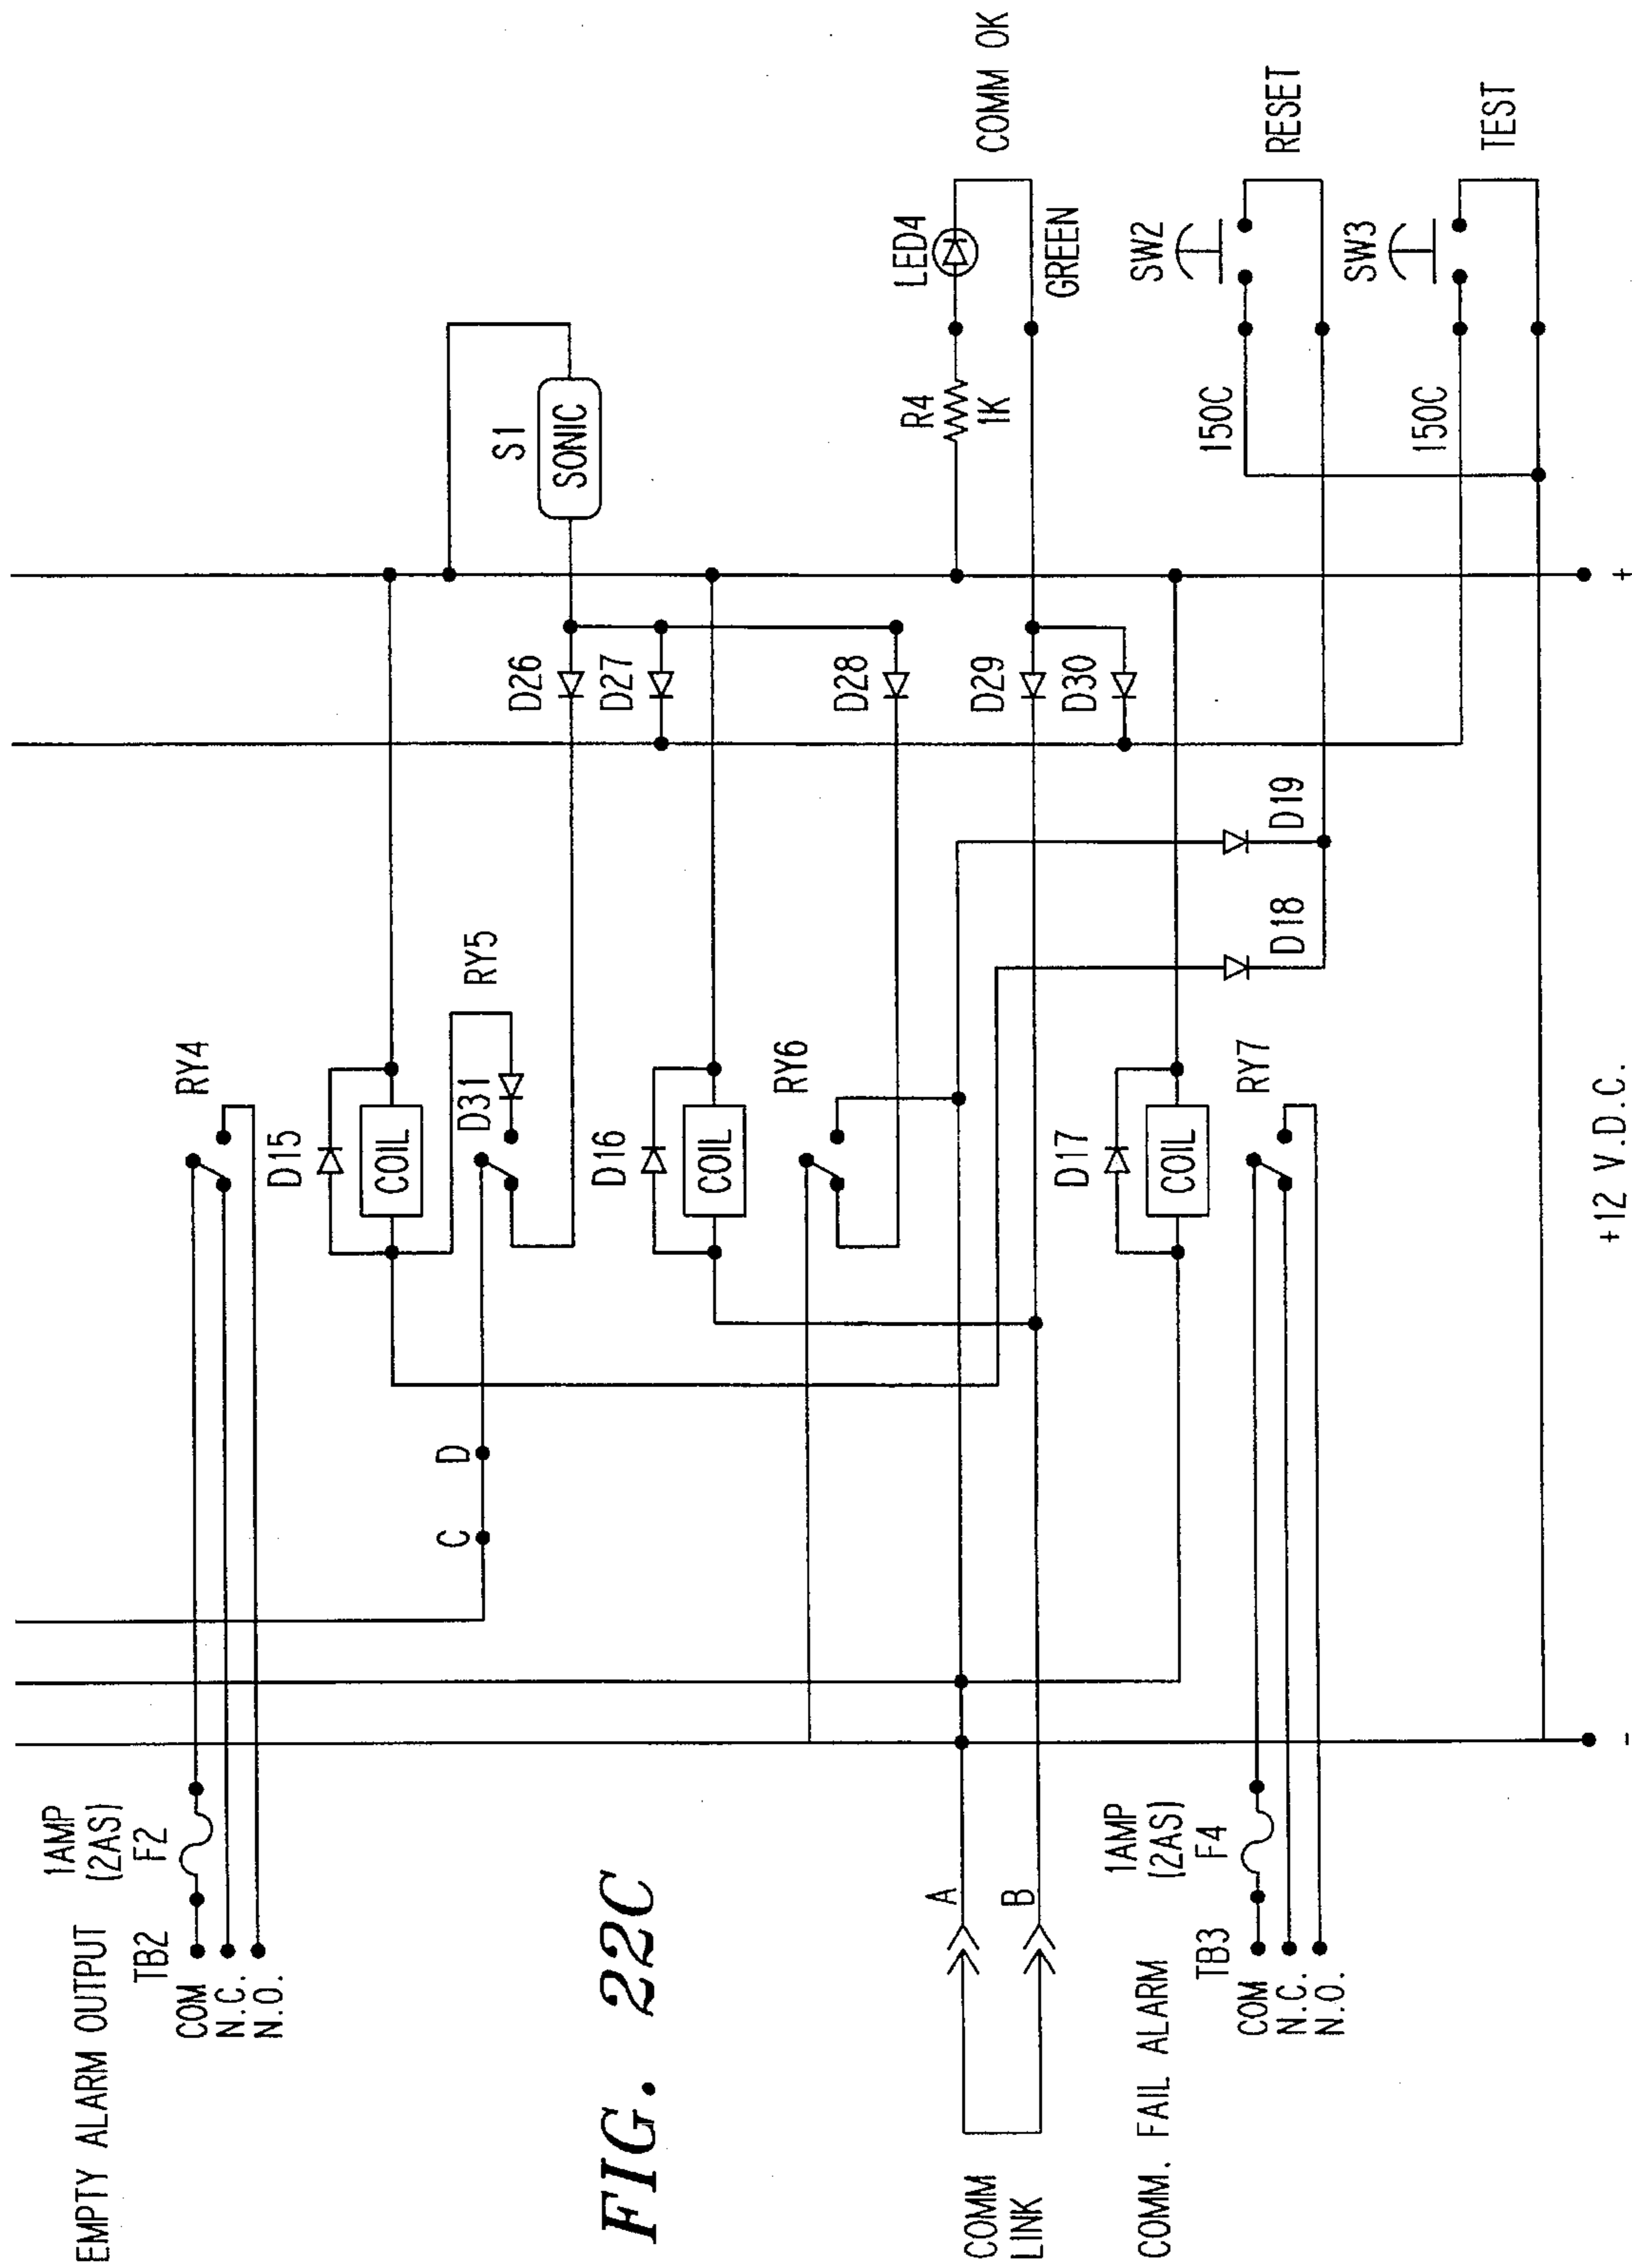 EMPTY ALARM OUTPUT
1AMP
(2AS)
TB2 F2
COM
N.C.
N.O.
RY4
D15
COIL
C D
D31
RY5
D26
D27
S1
SONIC
D16
COIL
RY6
D28
FIG. 22C
COMM
LINK
A
B
D29
D30
R4
1K
LED4
GREEN
COMM OK
COMM. FAIL ALARM
1AMP
(2AS)
TB3 F4
COM
N.C.
N.O.
D17
COIL
RY7
D18
D19
150C
SW2
RESET
150C
SW3
TEST
-
+12 V.D.C.
+